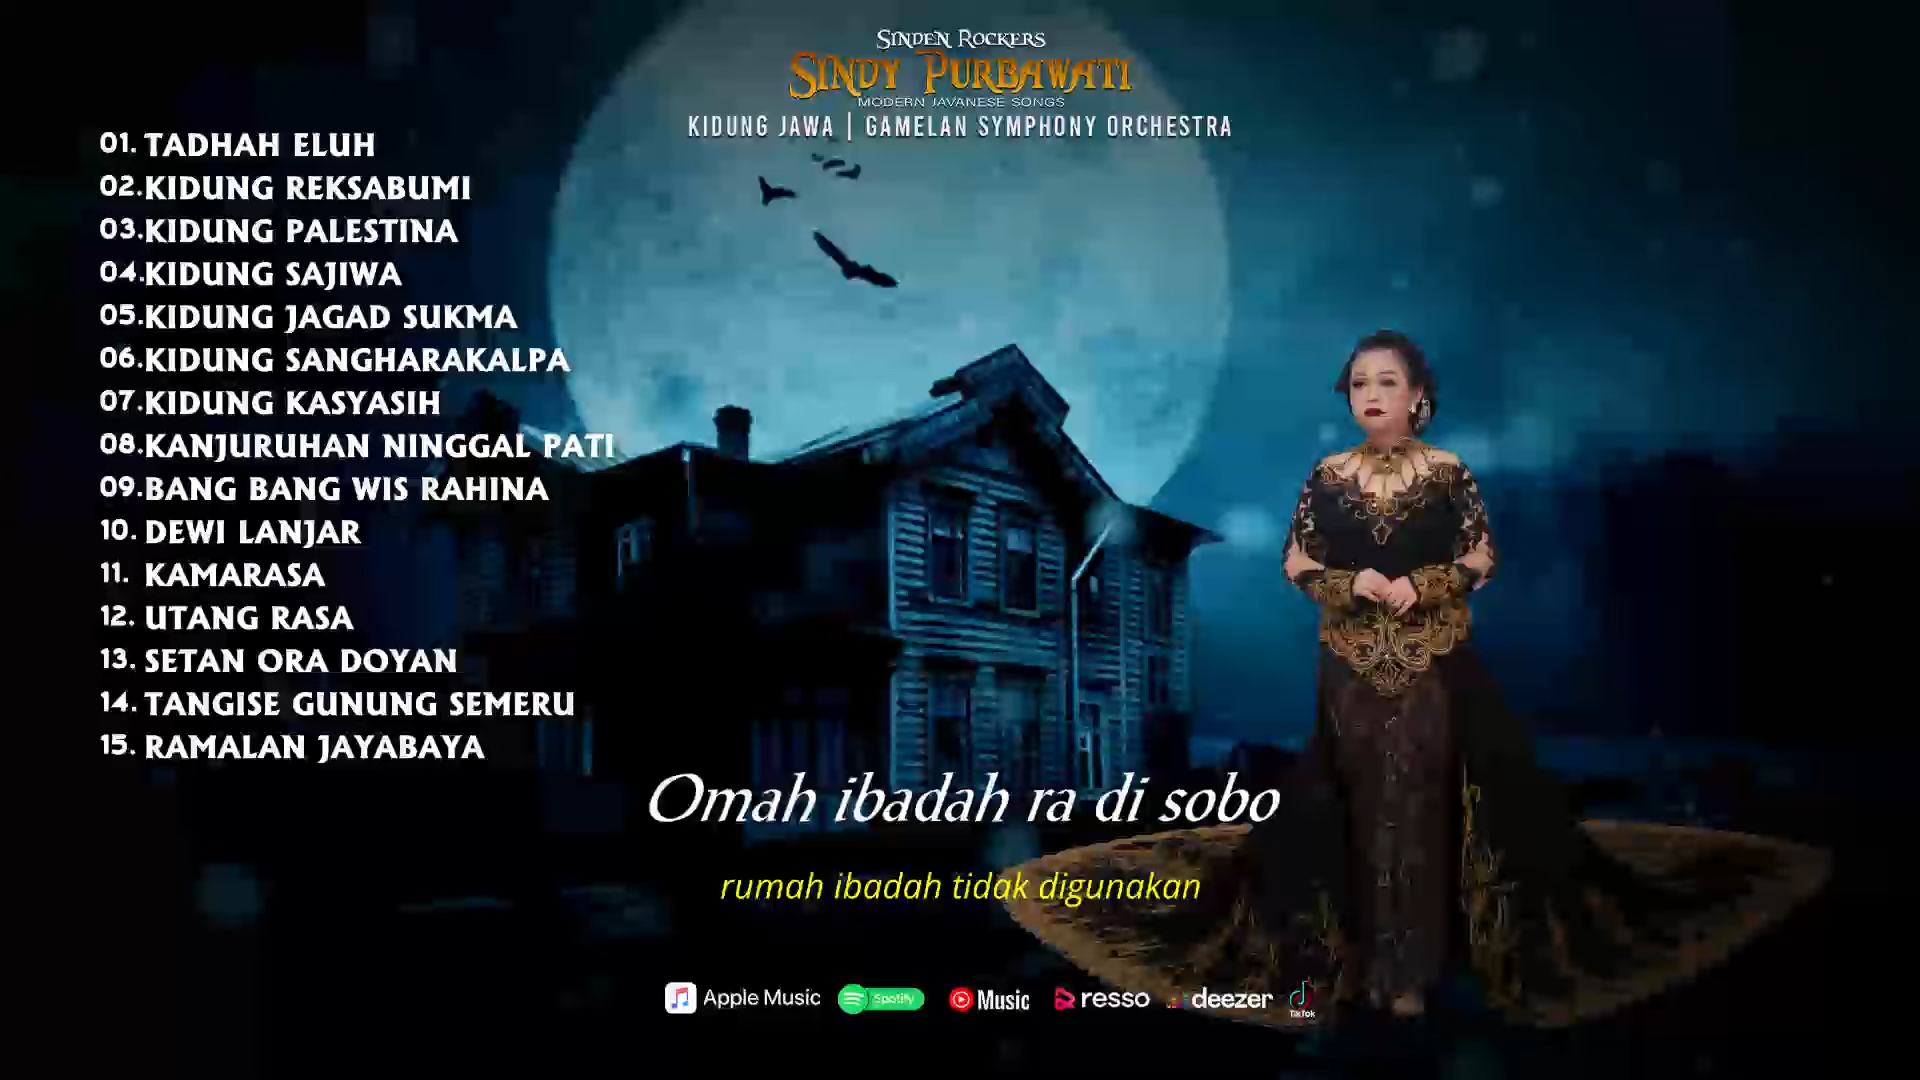 SINDEN ROCKERS
SINDY PURBAWATI
MODERN JAVANESE SONGS
KIDUNG JAWA | GAMELAN SYMPHONY ORCHESTRA
01. TADHAH ELUH
02.KIDUNG REKSABUMI
03.KIDUNG PALESTINA
04.KIDUNG SAJIWA
05.KIDUNG JAGAD SUKMA
06.KIDUNG SANGHARAKALPA
07.KIDUNG KASYASIH
08.KANJURUHAN NINGGAL PATI
09.BANG BANG WIS RAHINA
10. DEWI LANJAR
11. KAMARASA
12. UTANG RASA
13. SETAN ORA DOYAN
14. TANGISE GUNUNG SEMERU
15. RAMALAN JAYABAYA
Omah ibadah ra di sobo
rumah ibadah tidak digunakan
Apple Music Spotify Music resso deezer TikTok